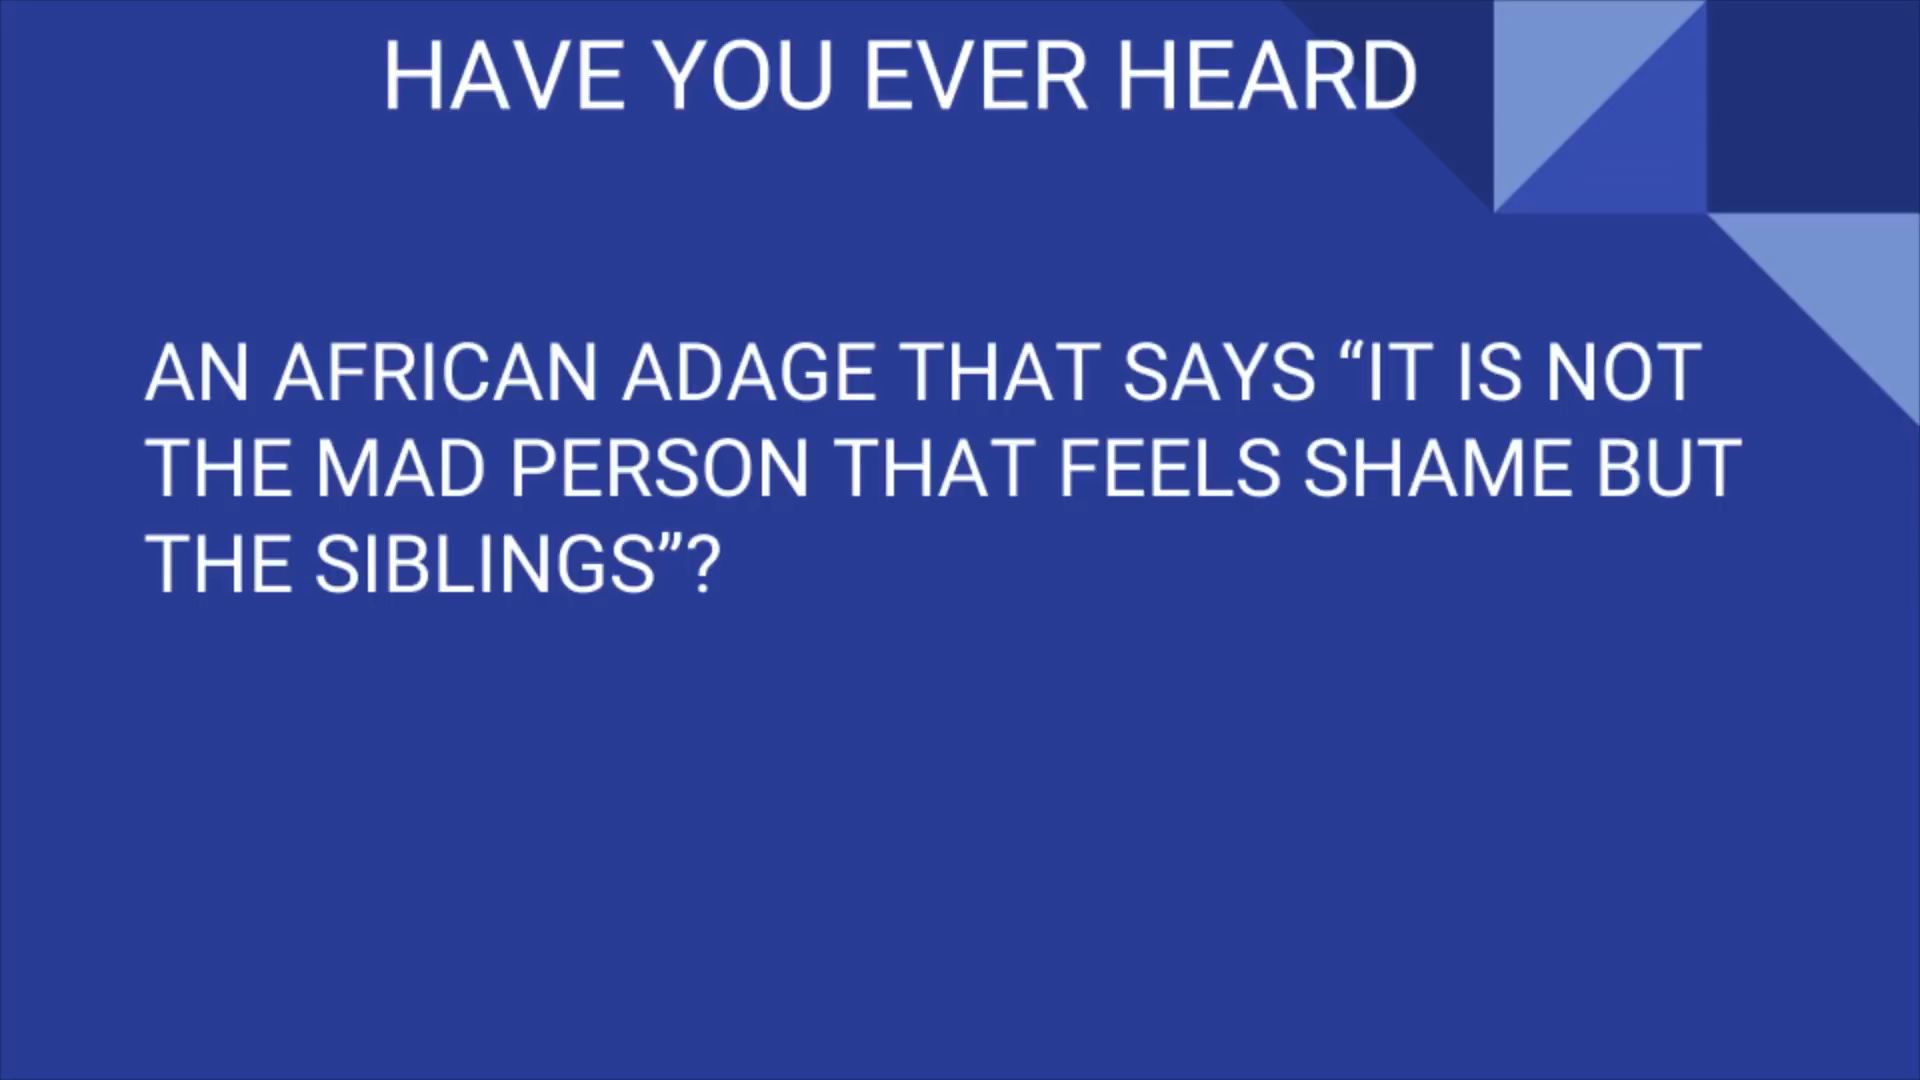 HAVE YOU EVER HEARD
AN AFRICAN ADAGE THAT SAYS “IT IS NOT
THE MAD PERSON THAT FEELS SHAME BUT
THE SIBLINGS”?